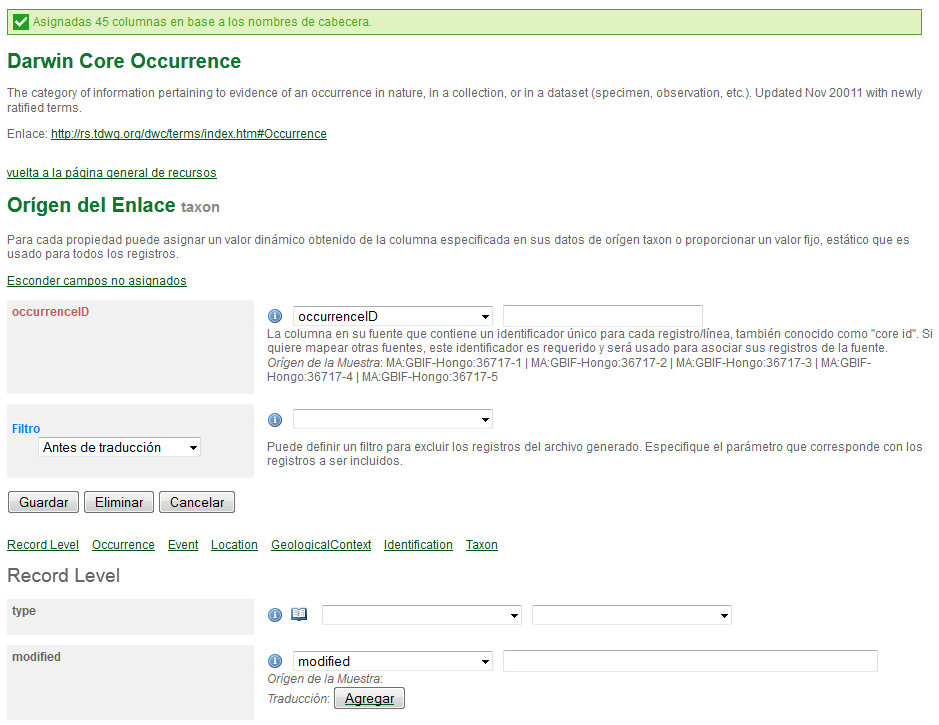 Asignadas 45 columnas en base a los nombres de cabecera.
Darwin Core Occurrence
The category of information pertaining to evidence of an occurrence in nature, in a collection, or in a dataset (specimen, observation, etc.). Updated Nov 20011 with newly
ratified terms.
Enlace: http://rs.tdwg.org/dwc/terms/index.htm#Occurrence
vuelta a la página general de recursos
Orígen del Enlace taxon
Para cada propiedad puede asignar un valor dinámico obtenido de la columna especificada en sus datos de orígen taxon o proporcionar un valor fijo, estático que es
usado para todos los registros.
Esconder campos no asignados
occurrenceID
occurrenceID
La columna en su fuente que contiene un identificador único para cada registro/línea, también conocido como "core id". Si
quiere mapear otras fuentes, este identificador es requerido y será usado para asociar sus registros de la fuente.
Orígen de la Muestra: MA:GBIF-Hongo:36717-1 | MA:GBIF-Hongo:36717-2 | MA:GBIF-Hongo:36717-3 | MA:GBIF-
Hongo:36717-4 | MA:GBIF-Hongo:36717-5
Filtro
Antes de traducción
Puede definir un filtro para excluir los registros del archivo generado. Especifique el parámetro que corresponde con los
registros a ser incluidos.
Guardar Eliminar Cancelar
Record Level Occurrence Event Location GeologicalContext Identification Taxon
Record Level
type
modified
modified
Orígen de la Muestra:
Traducción: Agregar